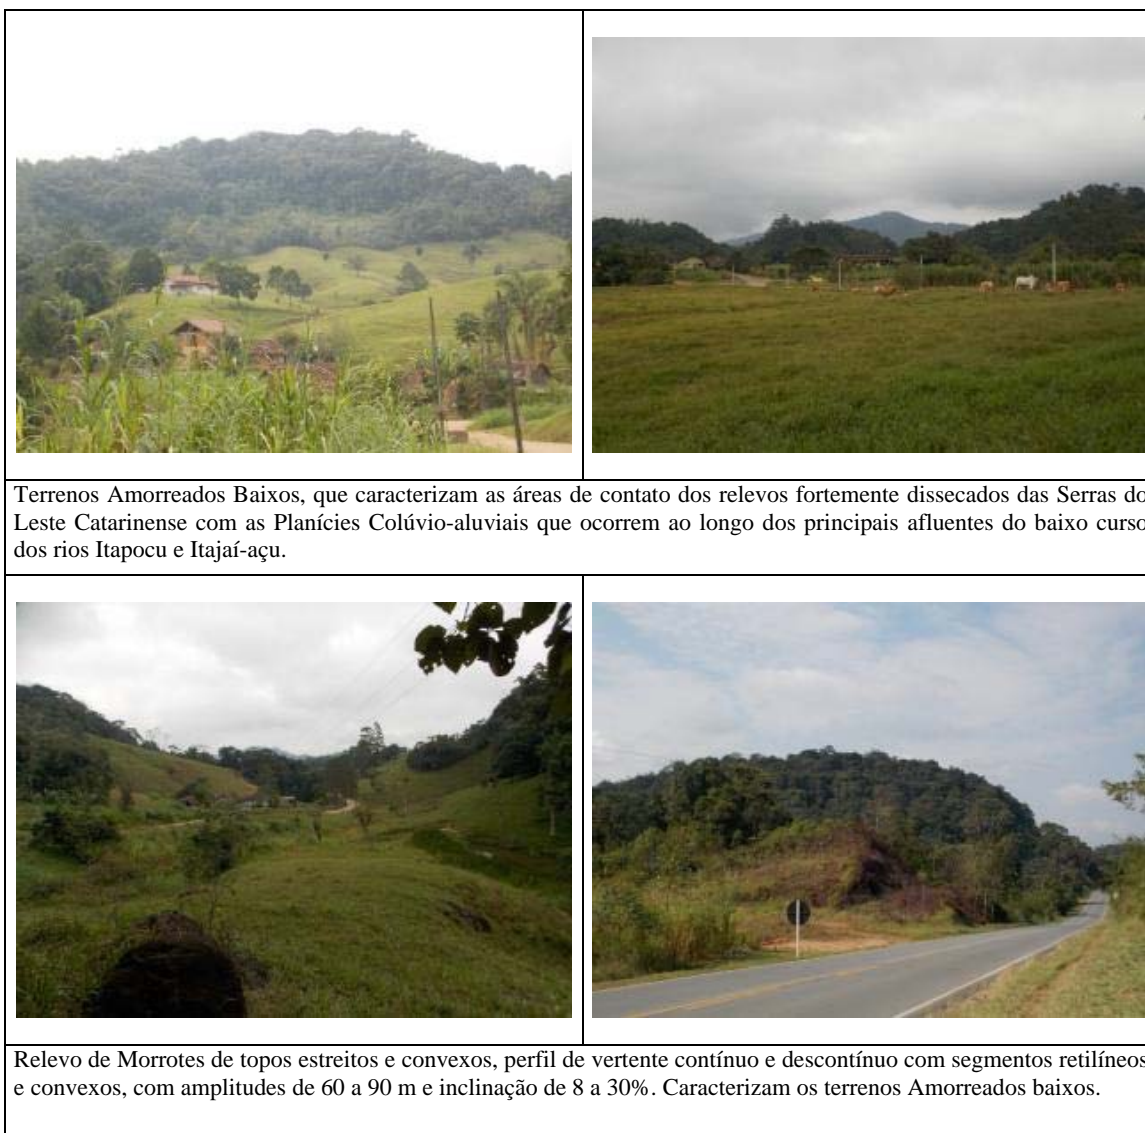 Terrenos Amorreados Baixos, que caracterizam as áreas de contato dos relevos fortemente dissecados das Serras do
Leste Catarinense com as Planícies Colúvio-aluviais que ocorrem ao longo dos principais afluentes do baixo curso
dos rios Itapocu e Itajaí-açu.
Relevo de Morrotes de topos estreitos e convexos, perfil de vertente contínuo e descontínuo com segmentos retilíneos
e convexos, com amplitudes de 60 a 90 m e inclinação de 8 a 30%. Caracterizam os terrenos Amorreados baixos.